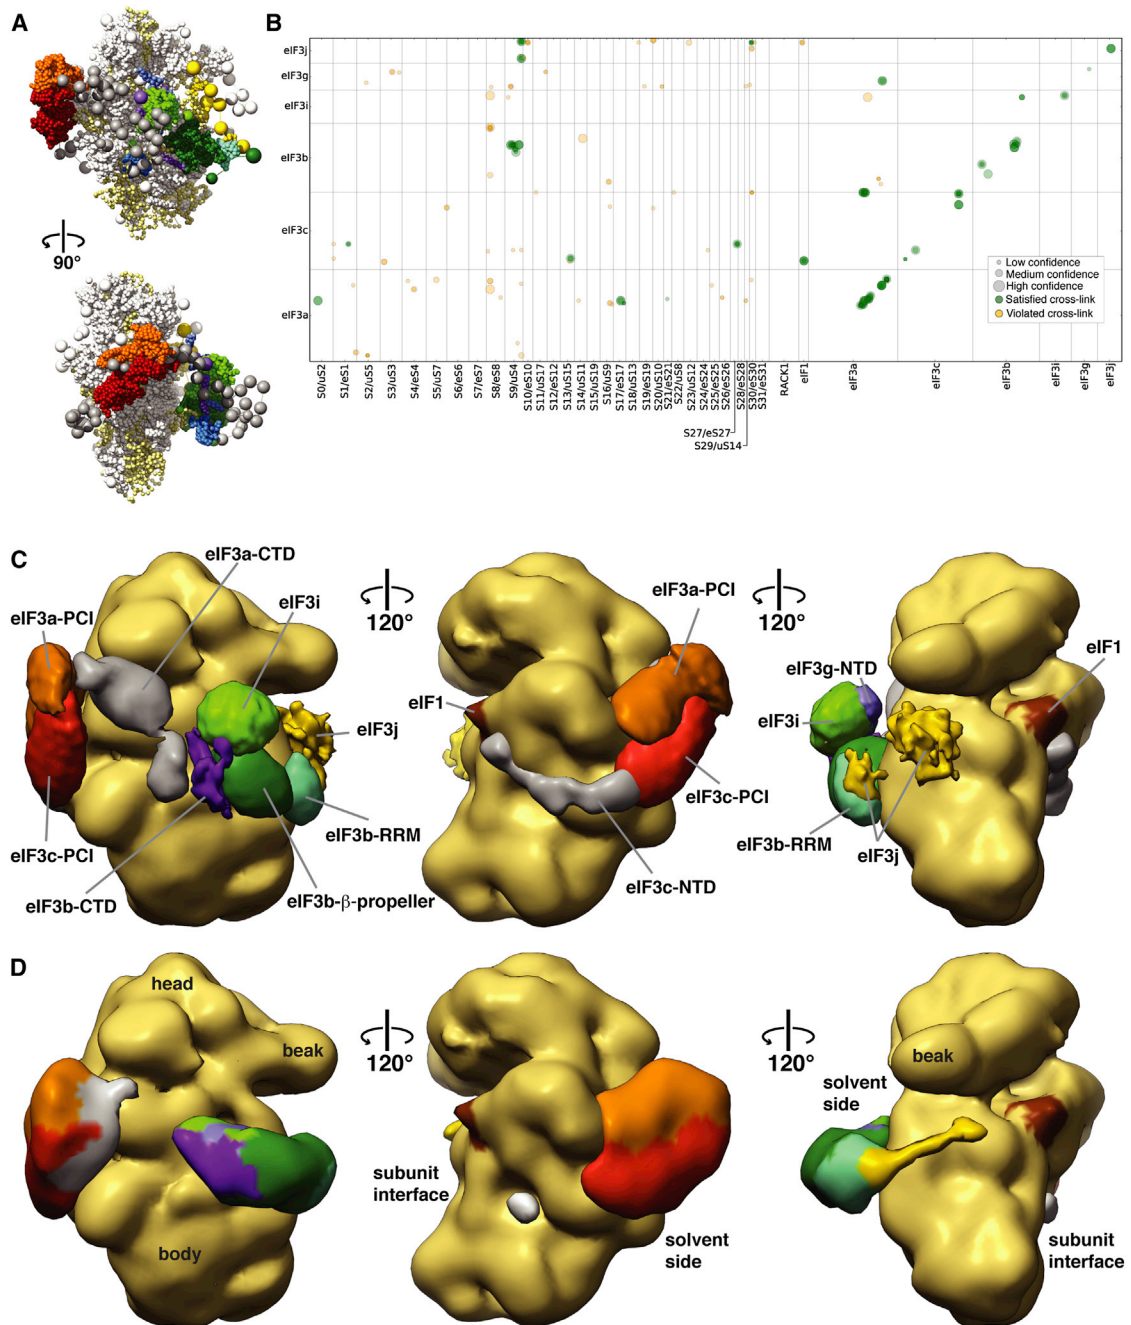 A
B
90°
eIF3j
eIF3g
eIF3i
eIF3b
eIF3c
eIF3a
Low confidence
Medium confidence
High confidence
Satisfied cross-link
Violated cross-link
S0/uS2
S1/eS1
S2/uS5
S3/uS3
S4/eS4
S5/uS7
S6/eS6
S7/eS7
S8/eS8
S9/uS4
S10/eS10
S11/uS17
S12/eS12
S13/uS15
S14/uS11
S15/uS19
S16/uS9
S17/eS17
S18/uS13
S19/eS19
S20/uS10
S21/eS21
S22/uS8
S23/uS12
S24/eS24
S25/eS25
S26/eS26
S27/eS27
S28/eS28
S29/uS14
S30/eS30
S31/eS31
RACK1
eIF1
eIF3a
eIF3c
eIF3b
eIF3i
eIF3g
eIF3j
C
eIF3a-CTD
eIF3a-PCI
eIF3i
120°
eIF3j
eIF3c-PCI
eIF3b-RRM
eIF3b-CTD
eIF3b-β-propeller
eIF3a-PCI
eIF1
120°
eIF3c-PCI
eIF3c-NTD
eIF3g-NTD
eIF1
eIF3i
eIF3b-RRM
eIF3j
D
head
beak
body
120°
subunit
interface
solvent
side
120°
beak
solvent
side
subunit
interface